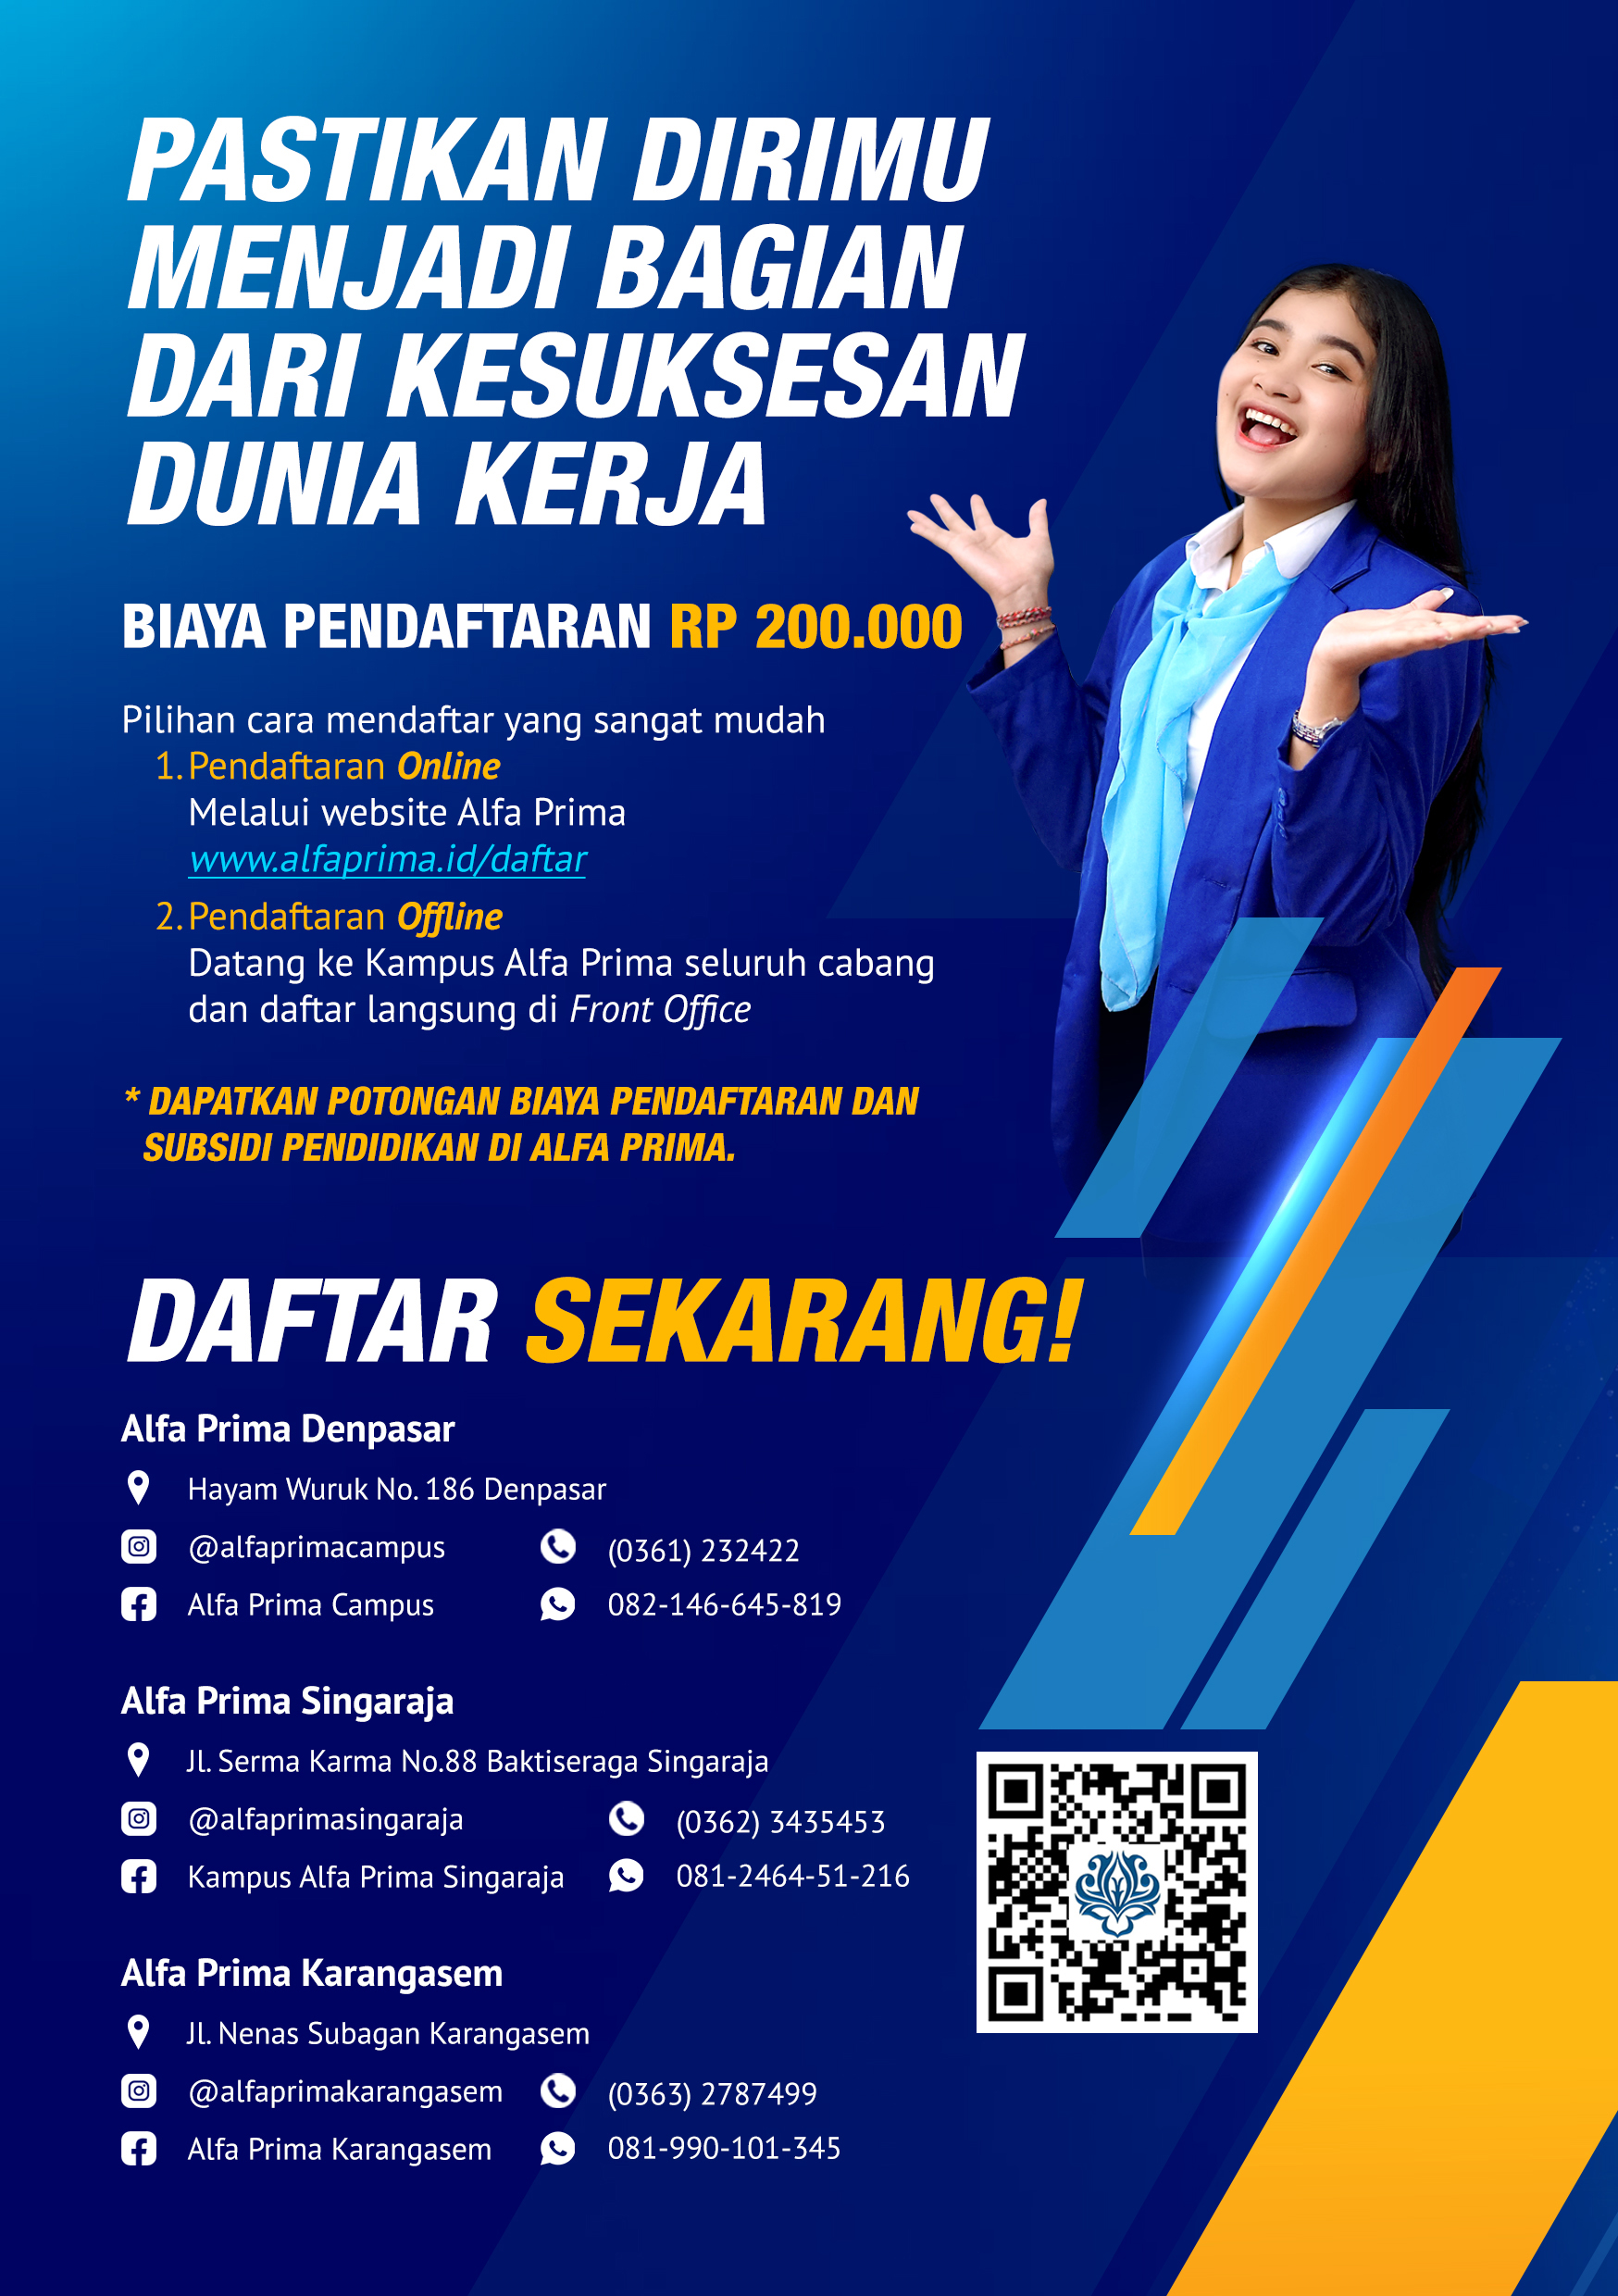 PASTIKAN DIRIMU
MENJADI BAGIAN
DARI KESUKSESAN
DUNIA KERJA
BIAYA PENDAFTARAN RP 200.000
Pilihan cara mendaftar yang sangat mudah
1. Pendaftaran Online
Melalui website Alfa Prima
www.alfaprima.id/daftar
2. Pendaftaran Offline
Datang ke Kampus Alfa Prima seluruh cabang
dan daftar langsung di Front Office
* DAPATKAN POTONGAN BIAYA PENDAFTARAN DAN
SUBSIDI PENDIDIKAN DI ALFA PRIMA.
DAFTAR SEKARANG!
Alfa Prima Denpasar
Hayam Wuruk No. 186 Denpasar
@alfaprimacampus (0361) 232422
Alfa Prima Campus 082-146-645-819
Alfa Prima Singaraja
Jl. Serma Karma No.88 Baktiseraga Singaraja
@alfaprimasingaraja (0362) 3435453
Kampus Alfa Prima Singaraja 081-2464-51-216
Alfa Prima Karangasem
Jl. Nenas Subagan Karangasem
@alfaprimakarangasem (0363) 2787499
Alfa Prima Karangasem 081-990-101-345